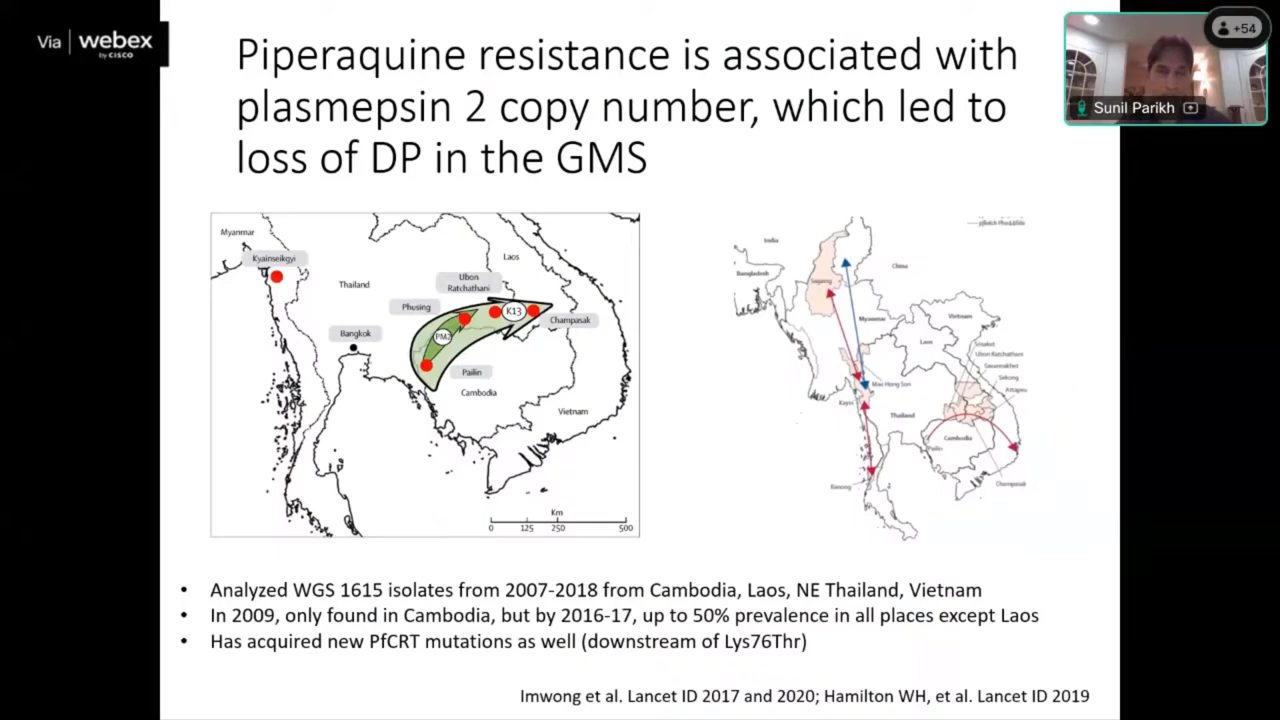 Via | webex
by CISCO
+54
Sunil Parikh
Piperaquine resistance is associated with
plasmepsin 2 copy number, which led to
loss of DP in the GMS
Myanmar
Kyainseikgyi
Thailand
Laos
Ubon
Ratchathani
Phusing
K13
Champasak
Bangkok
PM2
Pailin
Cambodia
Vietnam
Km
0 125 250 500
India
China
Bangladesh
Sagaing
Myanmar
Vietnam
Laos
Ubon Ratchathani
Savannakhet
Sekong
Attapeu
Mae Hong Son
Kayin
Thailand
Cambodia
Pailin
Champasak
Ranong
• Analyzed WGS 1615 isolates from 2007-2018 from Cambodia, Laos, NE Thailand, Vietnam
• In 2009, only found in Cambodia, but by 2016-17, up to 50% prevalence in all places except Laos
• Has acquired new PfCRT mutations as well (downstream of Lys76Thr)
Imwong et al. Lancet ID 2017 and 2020; Hamilton WH, et al. Lancet ID 2019